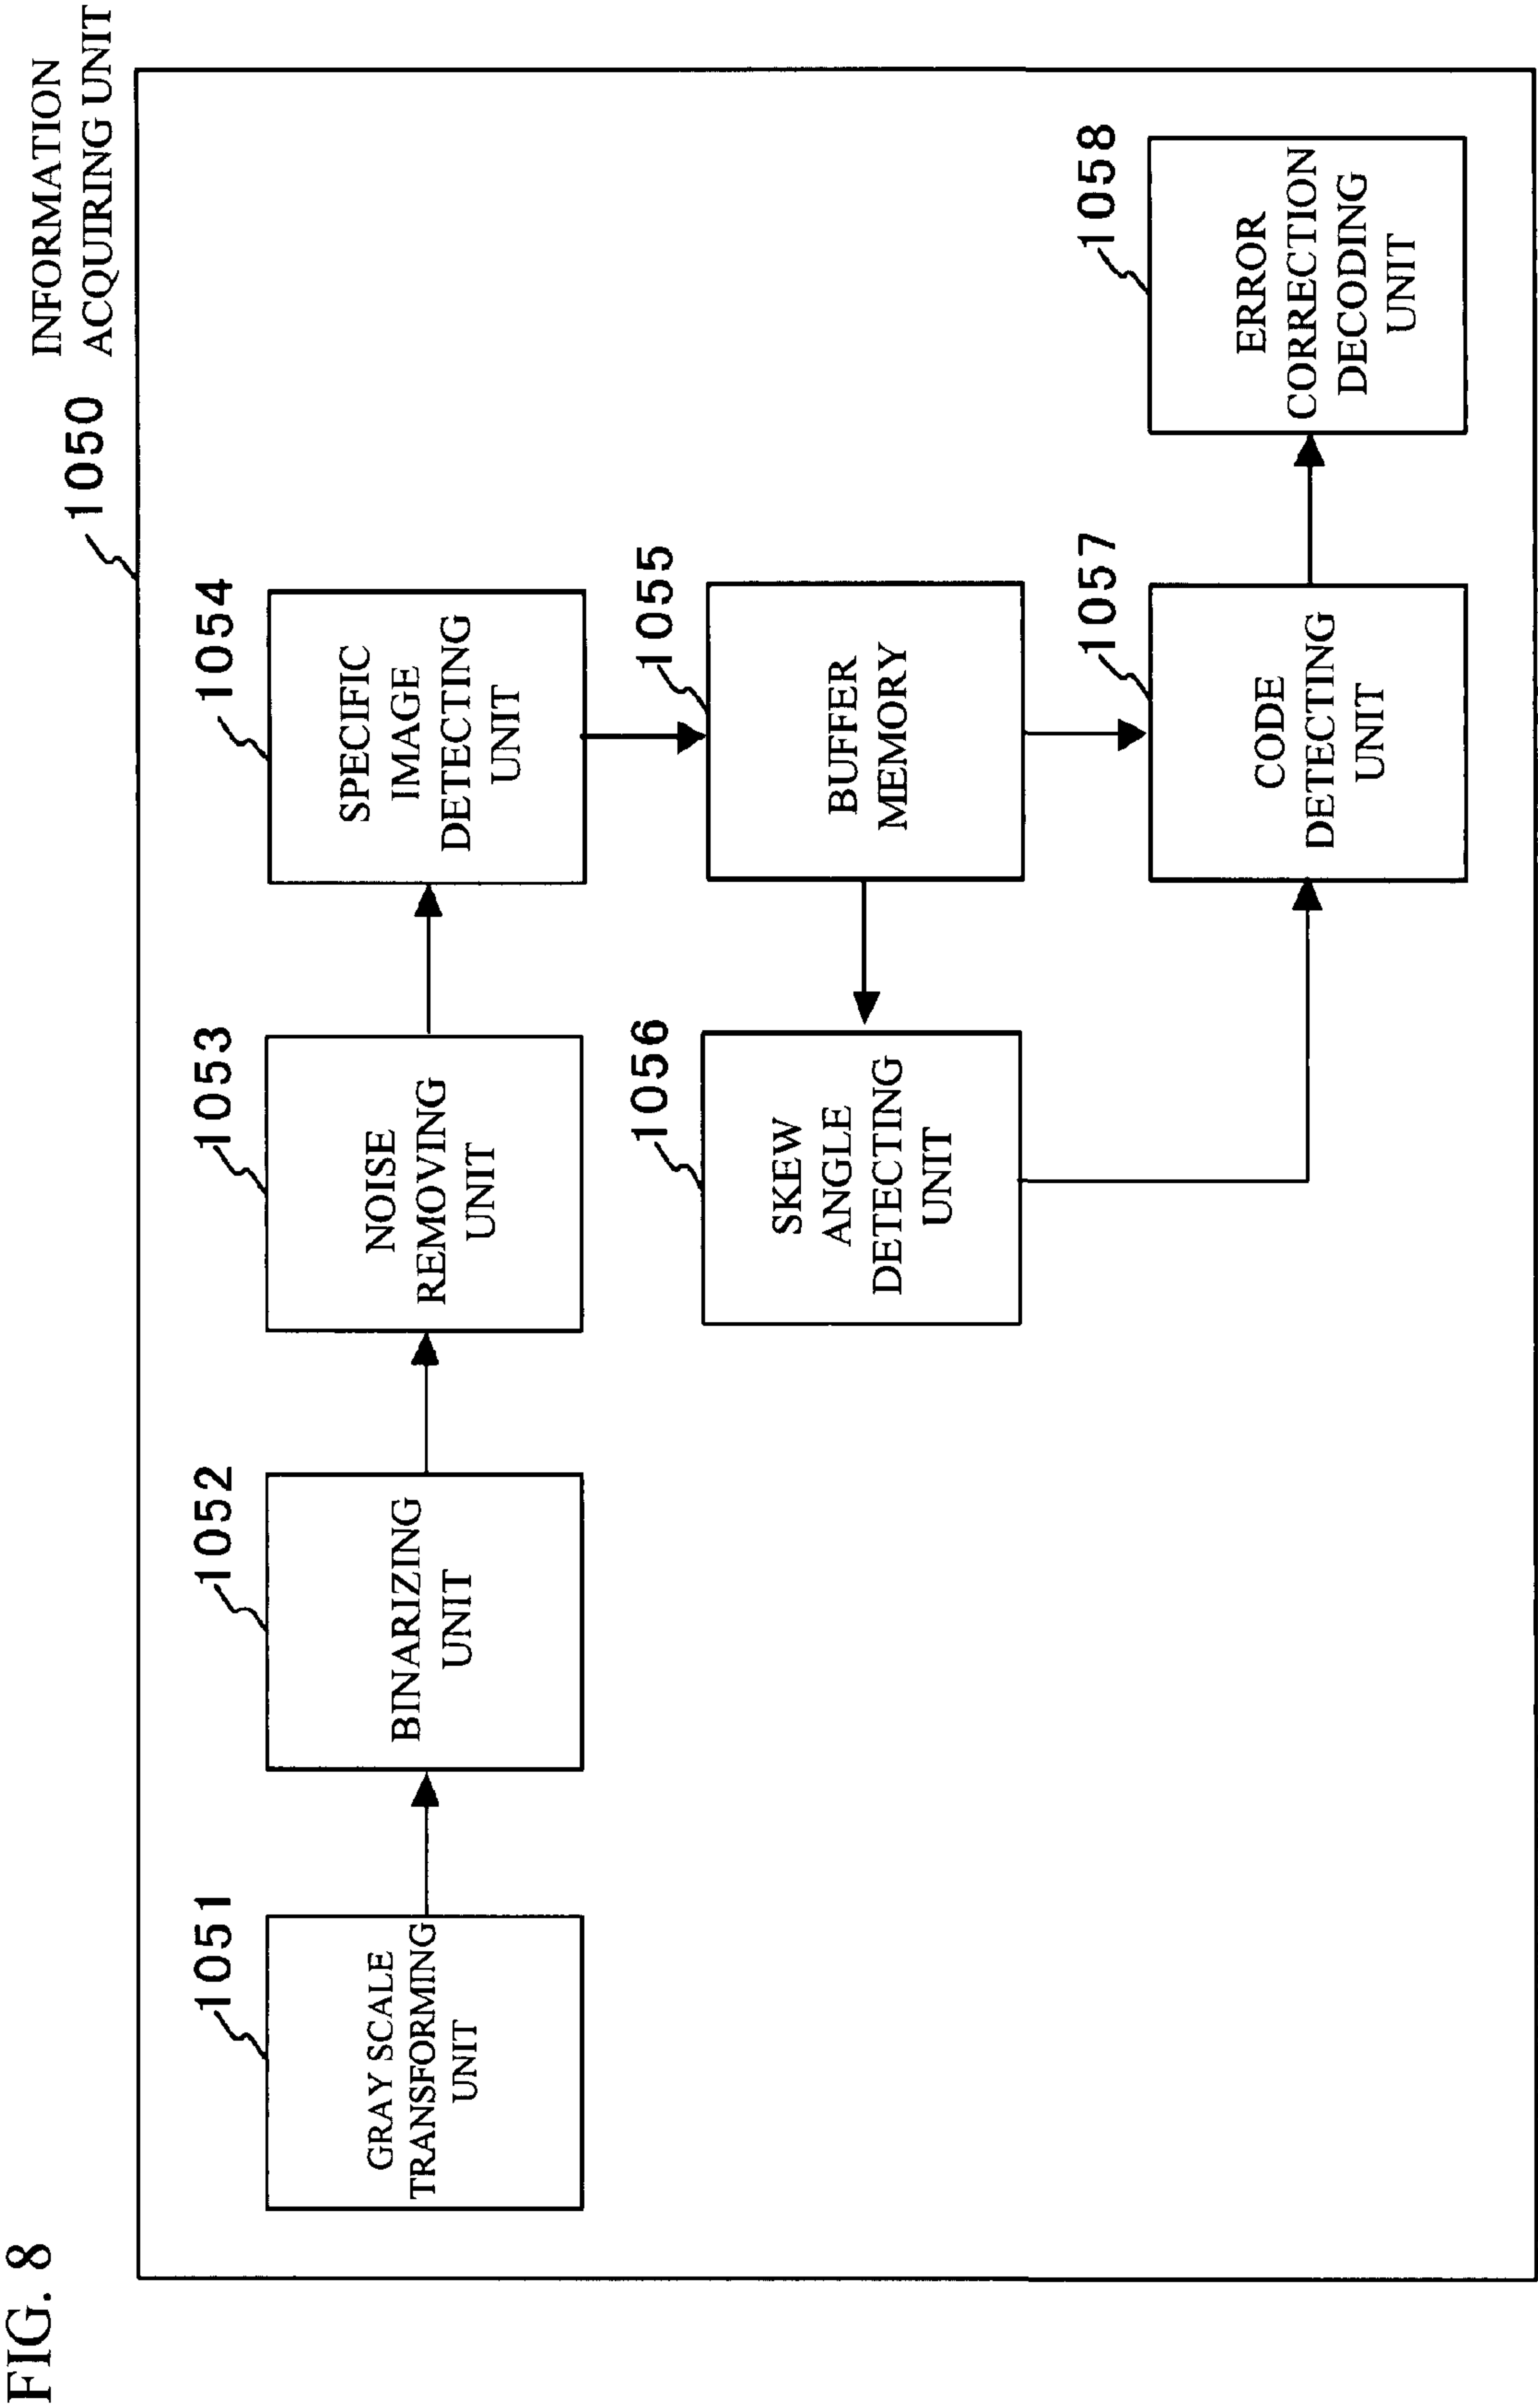 FIG. 8
1050
INFORMATION
ACQUIRING UNIT
1051
GRAY SCALE
TRANSFORMING
UNIT
1052
BINARIZING
UNIT
1053
NOISE
REMOVING
UNIT
1054
SPECIFIC
IMAGE
DETECTING
UNIT
1056
SKEW
ANGLE
DETECTING
UNIT
1055
BUFFER
MEMORY
1057
CODE
DETECTING
UNIT
1058
ERROR
CORRECTION
DECODING
UNIT